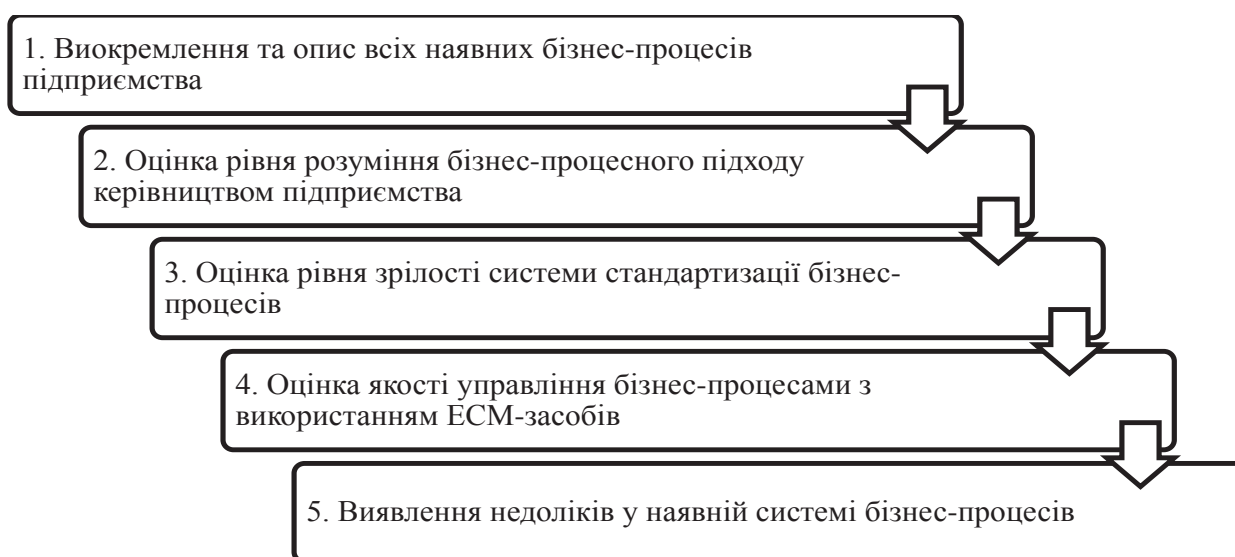 1. Виокремлення та опис всіх наявних бізнес-процесів
підприємства
2. Оцінка рівня розуміння бізнес-процесного підходу
керівництвом підприємства
3. Оцінка рівня зрілості системи стандартизації бізнес-
процесів
4. Оцінка якості управління бізнес-процесами з
використанням ЕСМ-засобів
5. Виявлення недоліків у наявній системі бізнес-процесів